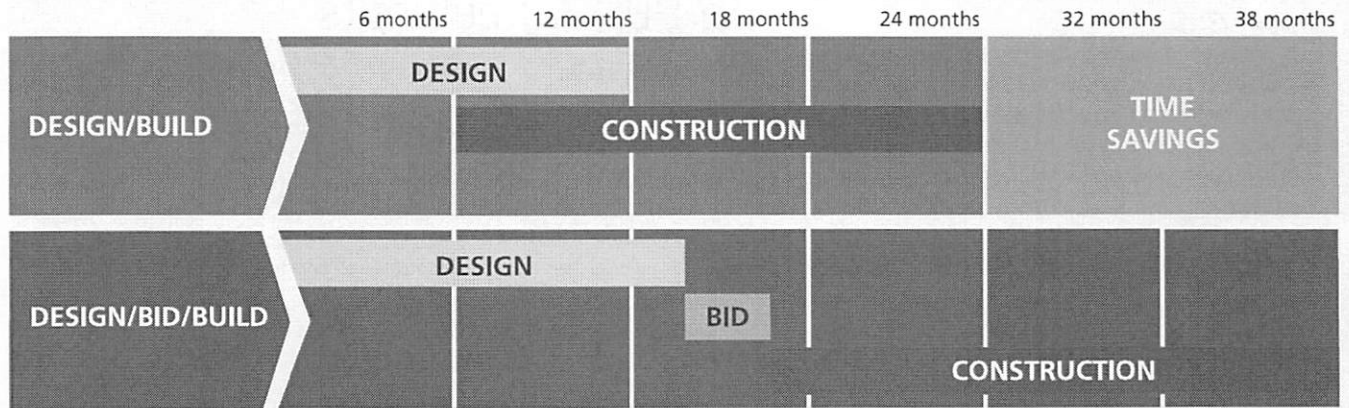 6 months 12 months 18 months 24 months 32 months 38 months
DESIGN
DESIGN/BUILD
CONSTRUCTION
TIME
SAVINGS
DESIGN
DESIGN/BID/BUILD
BID
CONSTRUCTION